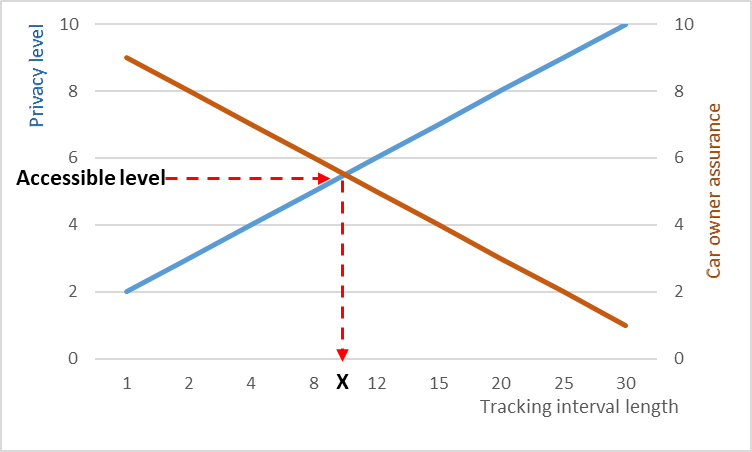 Privacy level
10
8
6
4
2
0
Accessible level
10
8
6
4
2
0
Car owner assurance
1 2 4 8 X 12 15 20 25 30
Tracking interval length